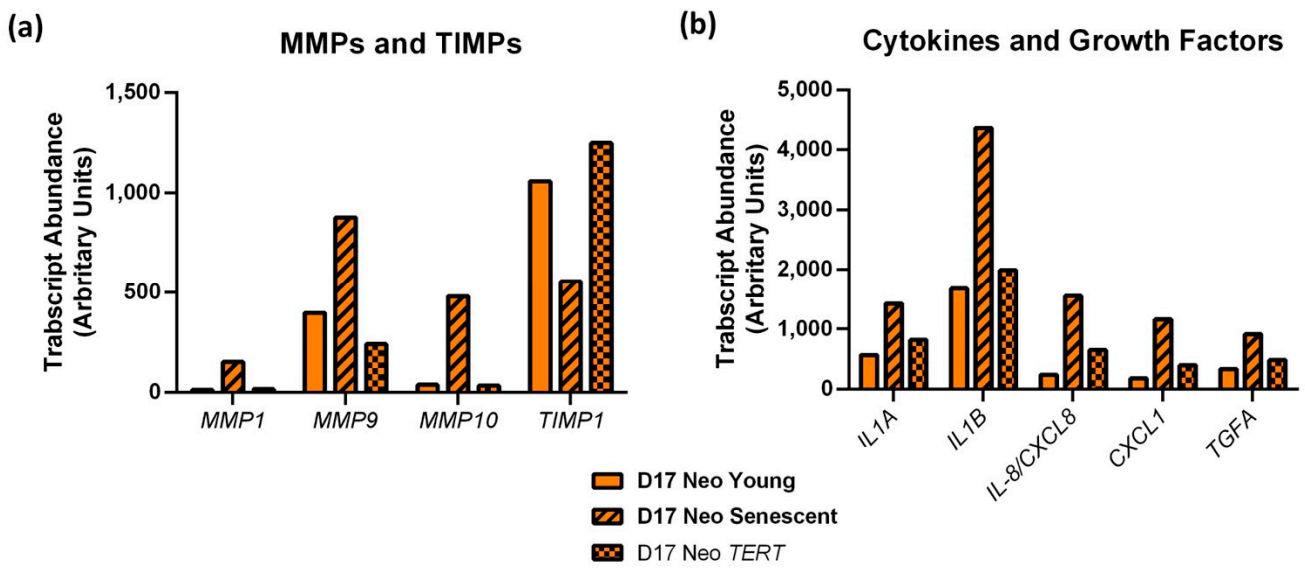 (a)
MMPs and TIMPs
Trabscript Abundance
(Arbritary Units)
1,500
1,000
500
0
MMP1 MMP9 MMP10 TIMP1
(b)
Cytokines and Growth Factors
Trabscript Abundance
(Arbritary Units)
5,000
4,000
3,000
2,000
1,000
0
IL1A IL1B IL-8/CXCL8 CXCL1 TGFA
D17 Neo Young
D17 Neo Senescent
D17 Neo TERT